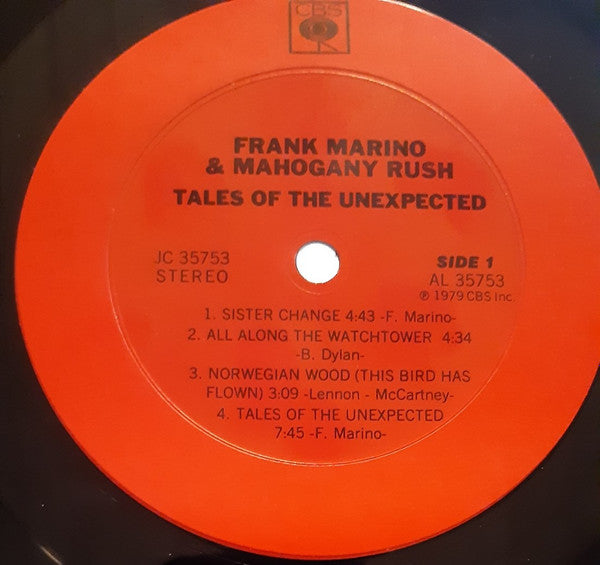 CBS
FRANK MARINO
& MAHOGANY RUSH
TALES OF THE UNEXPECTED
JC 35753
STEREO
SIDE 1
AL 35753
℗ 1979 CBS Inc.
1. SISTER CHANGE 4:43 -F. Marino-
2. ALL ALONG THE WATCHTOWER 4:34
-B. Dylan-
3. NORWEGIAN WOOD (THIS BIRD HAS
FLOWN) 3:09 -Lennon - McCartney-
4. TALES OF THE UNEXPECTED
7:45 -F. Marino-